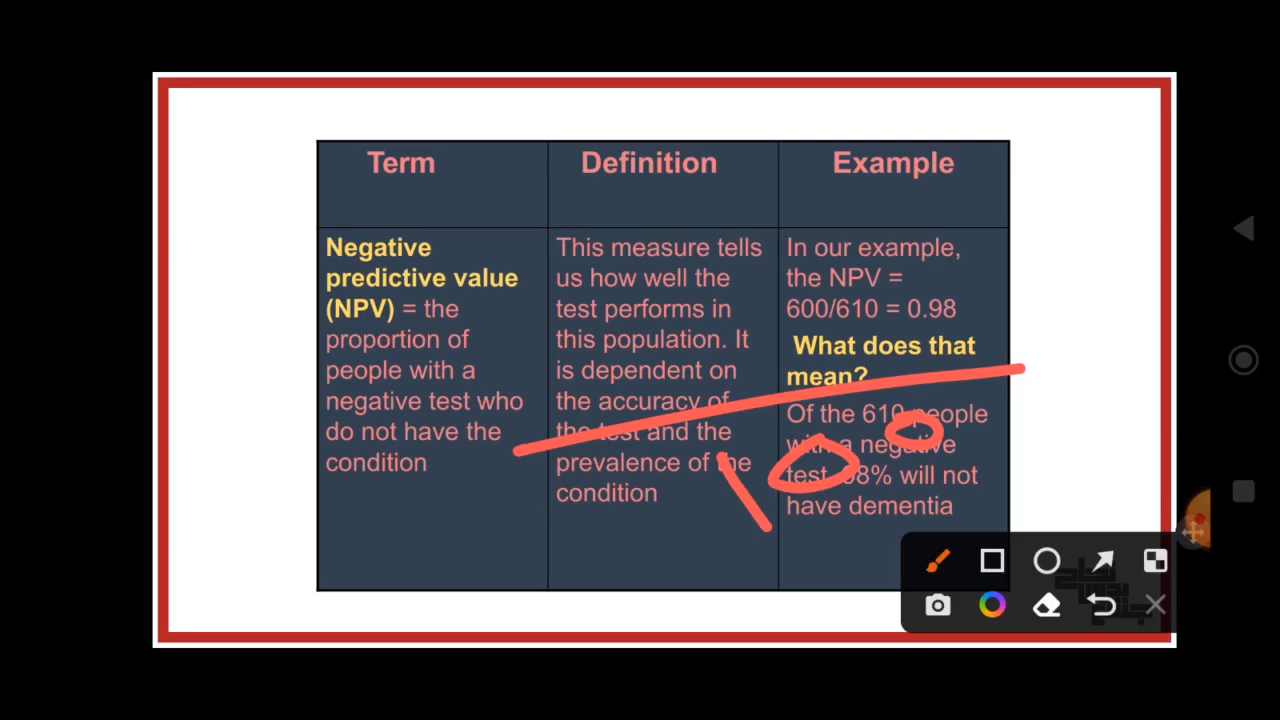 Term
Definition
Example
Negative
predictive value
(NPV) = the
proportion of
people with a
negative test who
do not have the
condition
This measure tells
us how well the
test performs in
this population. It
is dependent on
the accuracy of
the test and the
prevalence of the
condition
In our example,
the NPV =
600/610 = 0.98
What does that
mean?
Of the 610 people
with a negative
test, 98% will not
have dementia